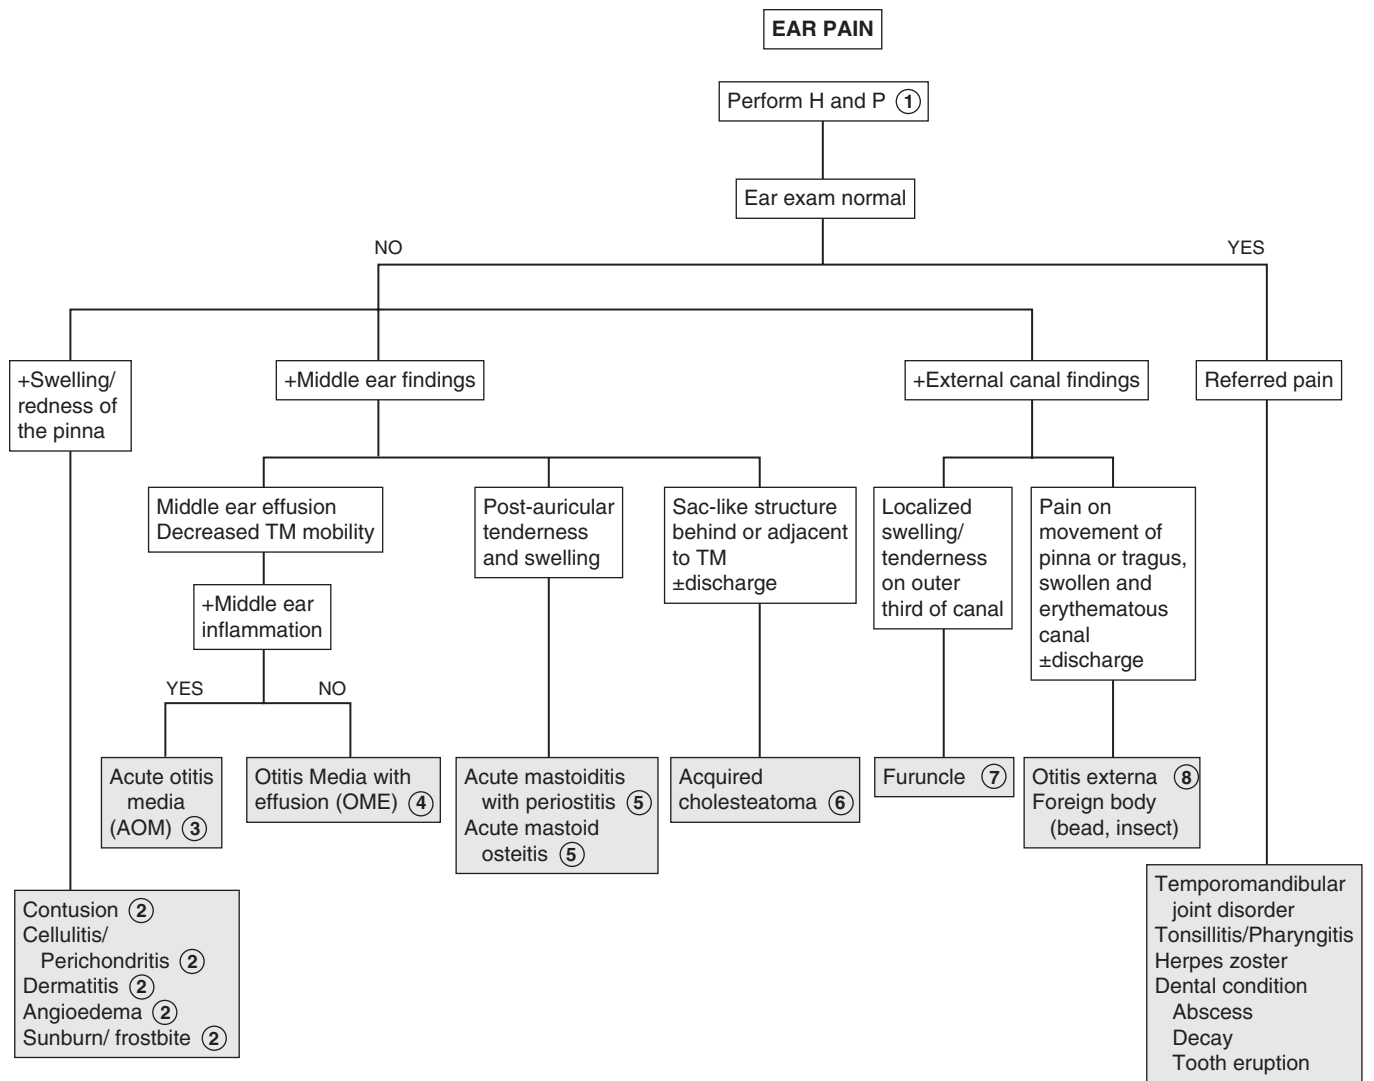 EAR PAIN
Perform H and P 1
Ear exam normal
NO
YES
+Swelling/
redness of
the pinna
+Middle ear findings
+External canal findings
Referred pain
Middle ear effusion
Decreased TM mobility
Post-auricular
tenderness
and swelling
Sac-like structure
behind or adjacent
to TM
±discharge
Localized
swelling/
tenderness
on outer
third of canal
Pain on
movement of
pinna or tragus,
swollen and
erythematous
canal
±discharge
+Middle ear
inflammation
YES
NO
Acute otitis
media
(AOM) 3
Otitis Media with
effusion (OME) 4
Acute mastoiditis
with periostitis 5
Acute mastoid
osteitis 5
Acquired
cholesteatoma 6
Furuncle 7
Otitis externa 8
Foreign body
(bead, insect)
Contusion 2
Cellulitis/
Perichondritis 2
Dermatitis 2
Angioedema 2
Sunburn/ frostbite 2
Temporomandibular
joint disorder
Tonsillitis/Pharyngitis
Herpes zoster
Dental condition
Abscess
Decay
Tooth eruption